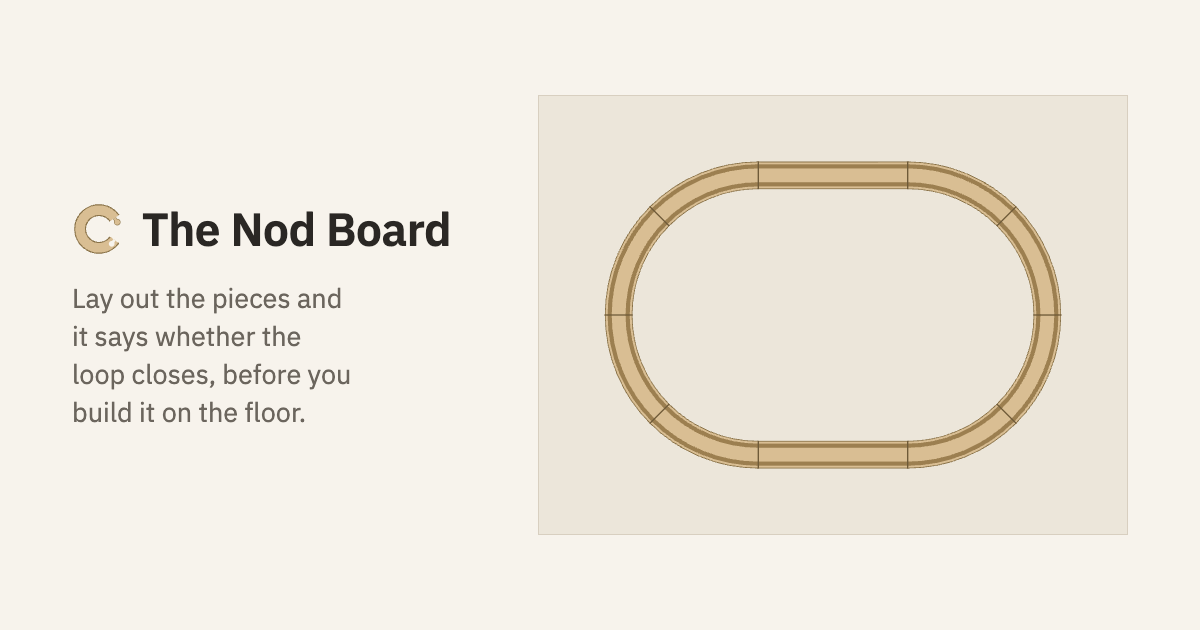 The Nod Board
Lay out the pieces and
it says whether the
loop closes, before you
build it on the floor.